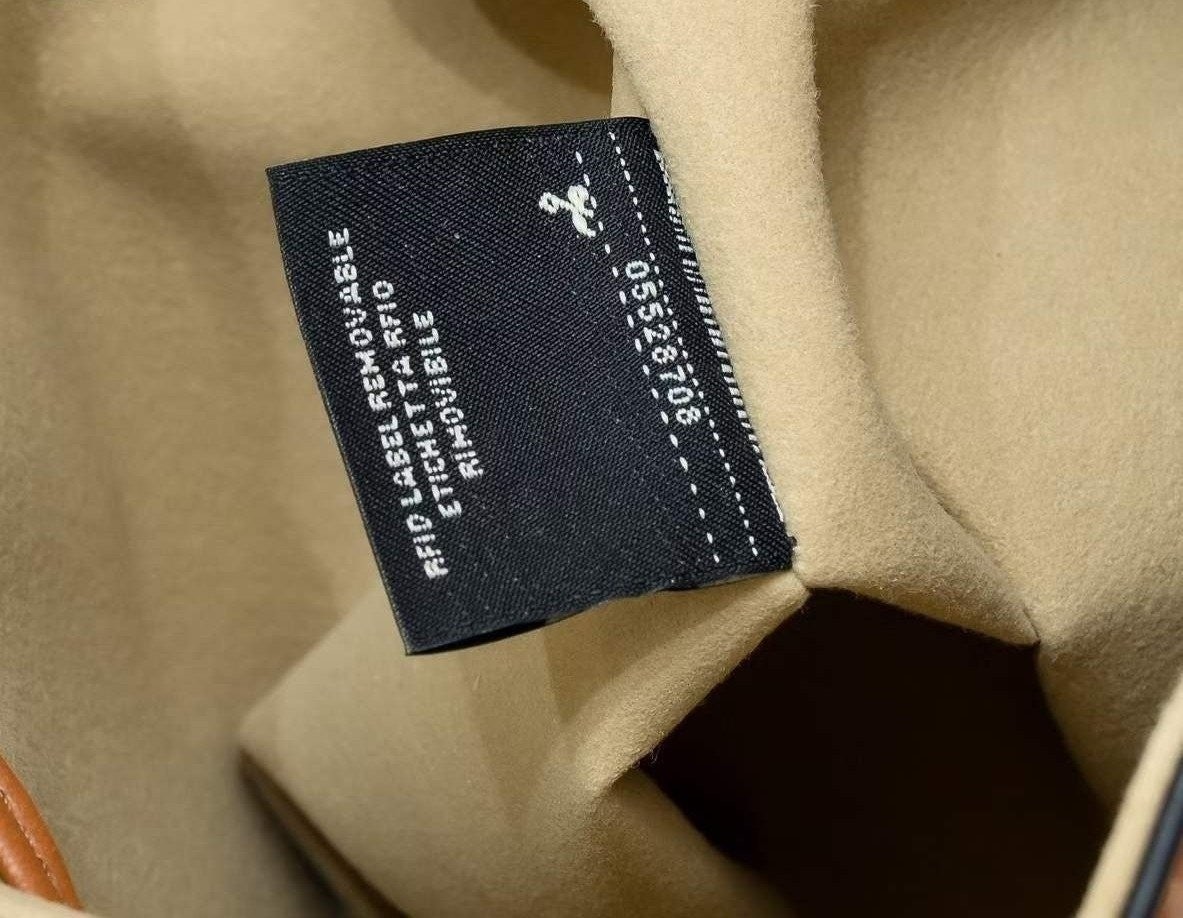 RFID LABEL REMOVABLE
ETICHETTA RFID
RIMOVIBILE
05528708